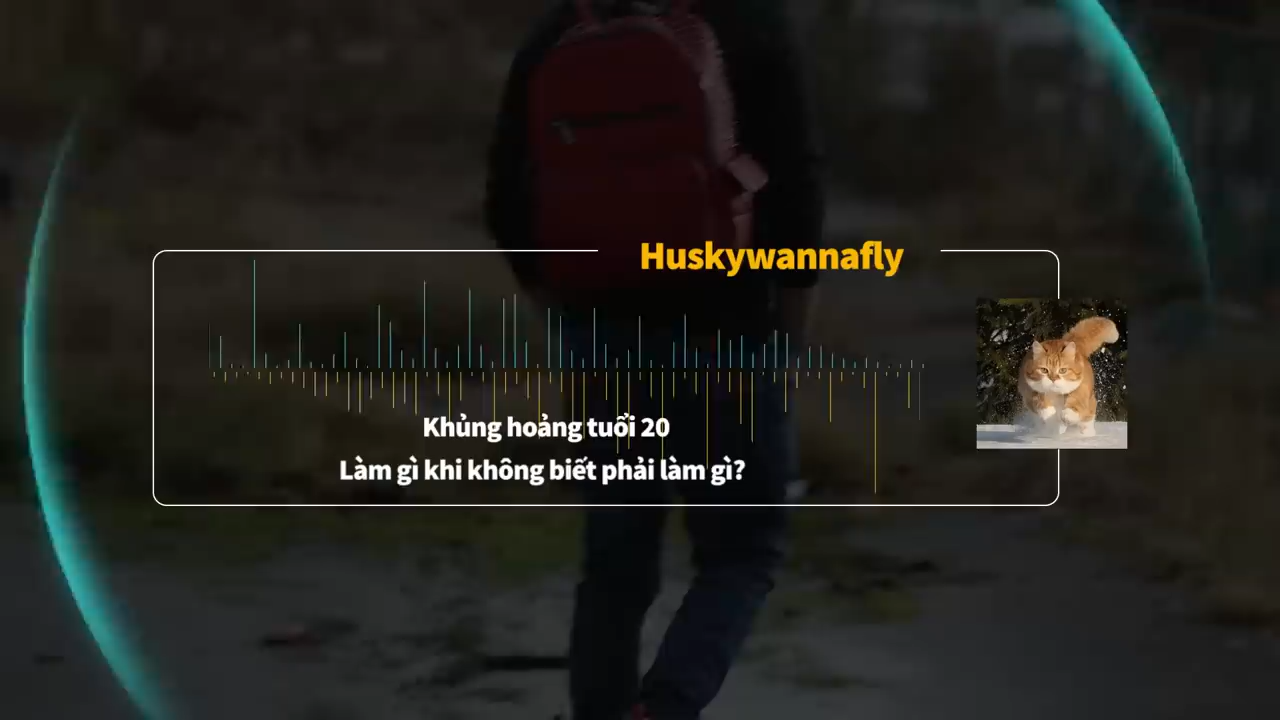 Huskywannafly
Khủng hoảng tuổi 20
Làm gì khi không biết phải làm gì?